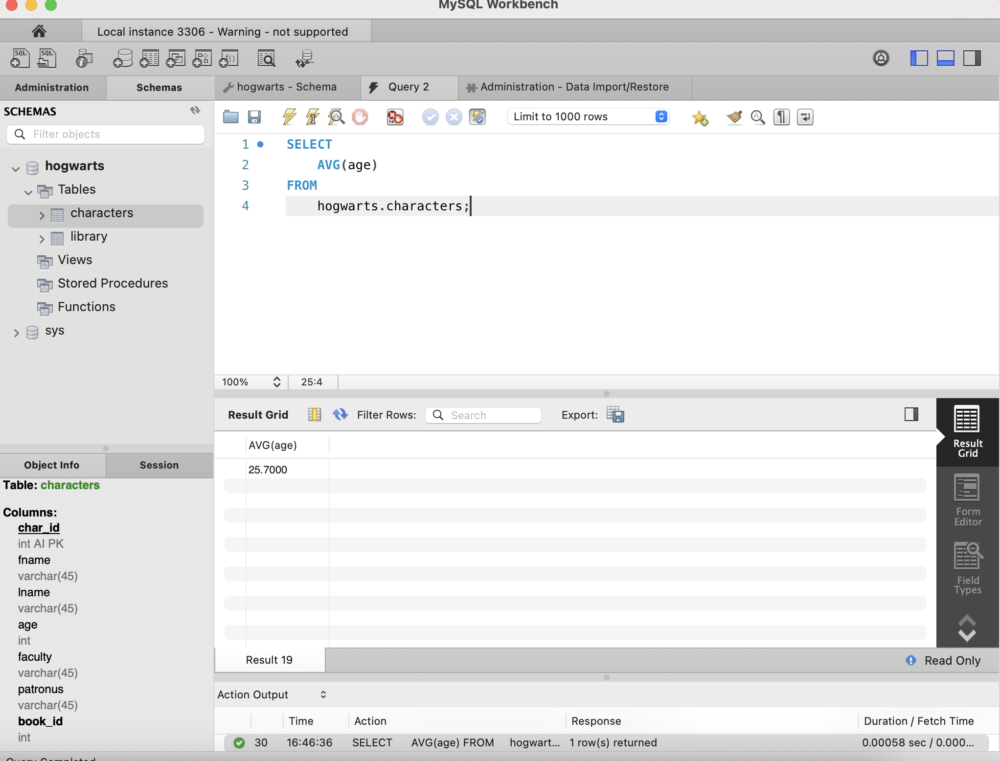 MySQL Workbench
Local instance 3306 - Warning - not supported
SQL SQL
Administration Schemas
hogwarts - Schema Query 2 Administration - Data Import/Restore
SCHEMAS
Filter objects
Limit to 1000 rows
hogwarts
Tables
characters
library
Views
Stored Procedures
Functions
sys
1 SELECT
2 AVG(age)
3 FROM
4 hogwarts.characters;
100% 25:4
Result Grid Filter Rows: Search Export:
AVG(age)
25.7000
Result
Grid
Form
Editor
Field
Types
Result 19 Read Only
Object Info Session
Table: characters
Columns:
char_id
int AI PK
fname
varchar(45)
lname
varchar(45)
age
int
faculty
varchar(45)
patronus
varchar(45)
book_id
int
Action Output
Time Action Response Duration / Fetch Time
30 16:46:36 SELECT AVG(age) FROM hogwart... 1 row(s) returned 0.00058 sec / 0.000...
Query Completed